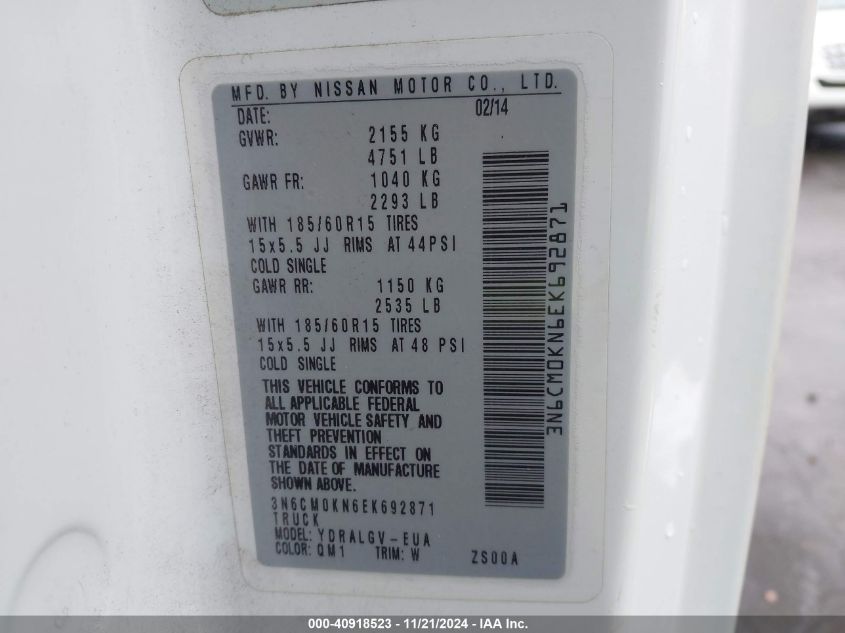 MFD. BY NISSAN MOTOR CO., LTD.
DATE: 02/14
GVWR: 2155 KG
4751 LB
GAWR FR: 1040 KG
2293 LB
WITH 185/60R15 TIRES
15x5.5 JJ RIMS AT 44PSI
COLD SINGLE
GAWR RR: 1150 KG
2535 LB
WITH 185/60R15 TIRES
15x5.5 JJ RIMS AT 48 PSI
COLD SINGLE
THIS VEHICLE CONFORMS TO
ALL APPLICABLE FEDERAL
MOTOR VEHICLE SAFETY AND
THEFT PREVENTION
STANDARDS IN EFFECT ON
THE DATE OF MANUFACTURE
SHOWN ABOVE.
3N6CM0KN6EK692871
TRUCK
MODEL: YDRALGV-EUA
COLOR: QM1 TRIM: W ZS00A
3N6CM0KN6EK692871
000-40918523 - 11/21/2024 - IAA Inc.